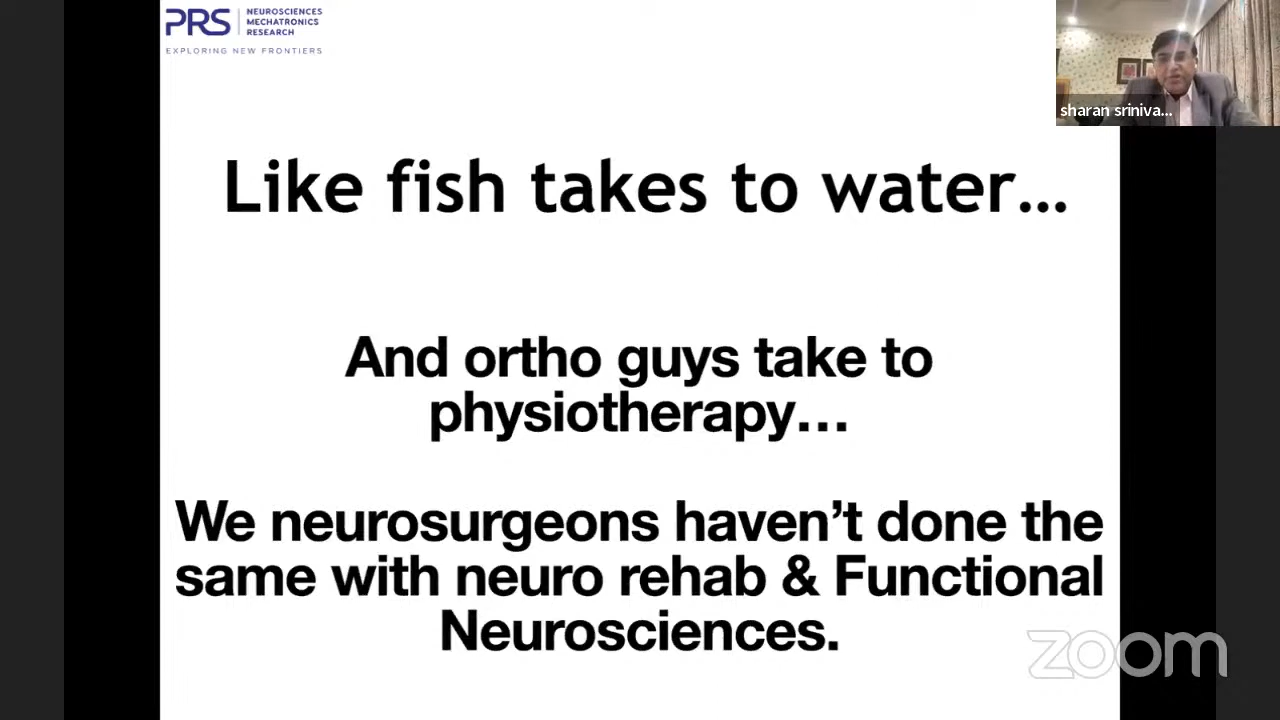 PRS
NEUROSCIENCES
MECHATRONICS
RESEARCH
EXPLORING NEW FRONTIERS
sharan sriniva...
Like fish takes to water...
And ortho guys take to
physiotherapy...
We neurosurgeons haven’t done the
same with neuro rehab & Functional
Neurosciences.
zoom